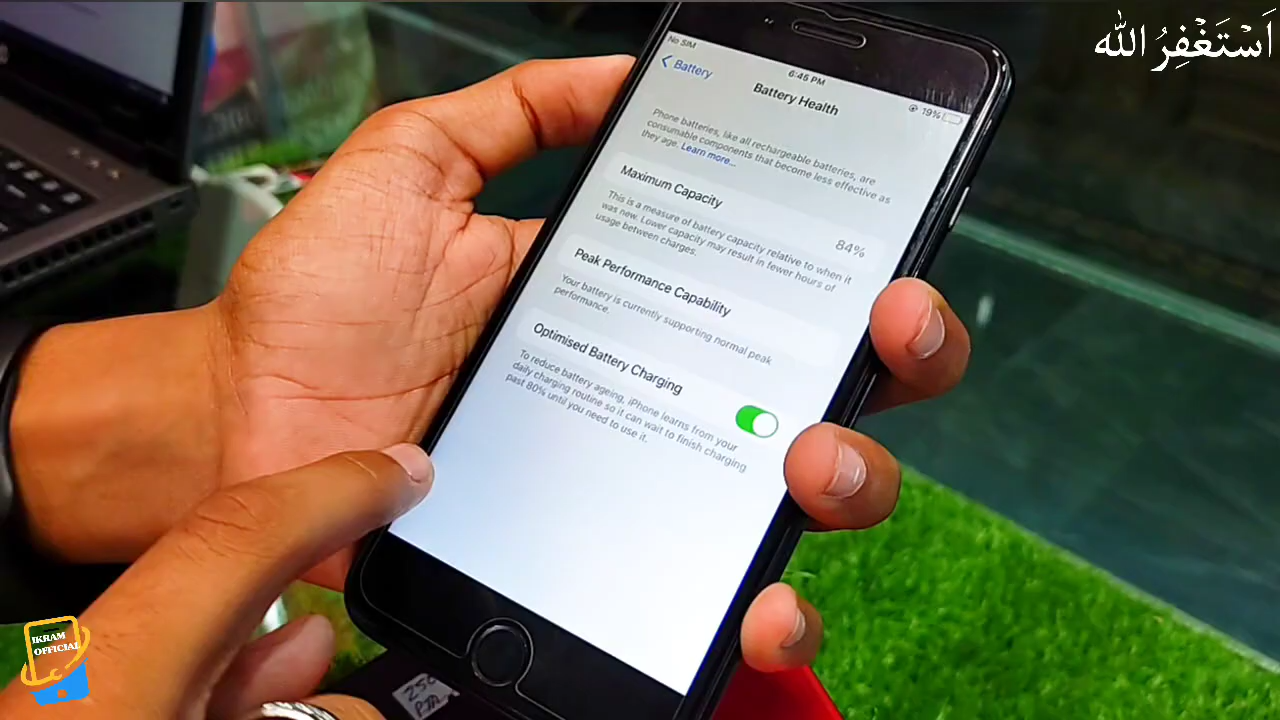 أَسْتَغْفِرُ اللّٰه
No SIM
6:45 PM
19%
Battery
Battery Health
Phone batteries, like all rechargeable batteries, are
consumable components that become less effective as
they age. Learn more...
Maximum Capacity
84%
This is a measure of battery capacity relative to when it
was new. Lower capacity may result in fewer hours of
usage between charges.
Peak Performance Capability
Your battery is currently supporting normal peak
performance.
Optimised Battery Charging
To reduce battery ageing, iPhone learns from your
daily charging routine so it can wait to finish charging
past 80% until you need to use it.
IKRAM
OFFICIAL
256